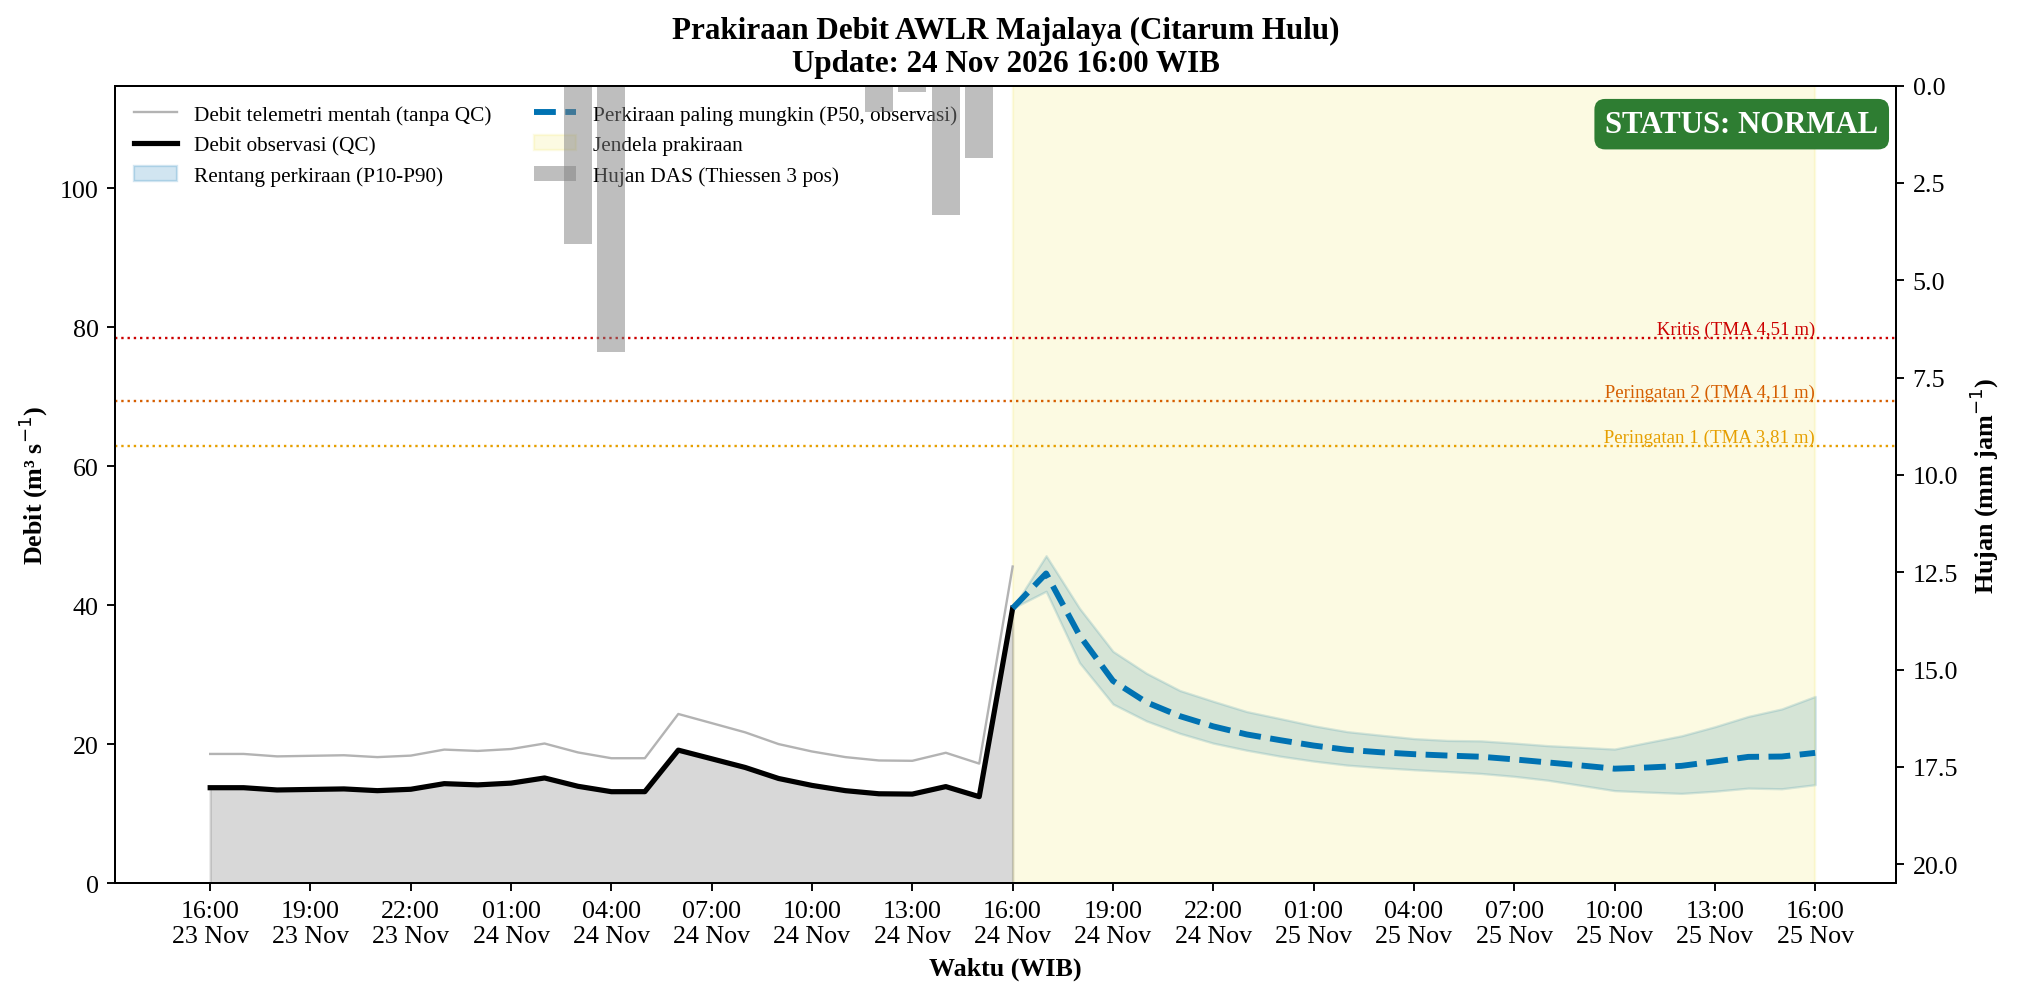 Prakiraan Debit AWLR Majalaya (Citarum Hulu)
Update: 24 Nov 2026 16:00 WIB
Debit telemetri mentah (tanpa QC)
Debit observasi (QC)
Rentang perkiraan (P10-P90)
Perkiraan paling mungkin (P50, observasi)
Jendela prakiraan
Hujan DAS (Thiessen 3 pos)
STATUS: NORMAL
Kritis (TMA 4,51 m)
Peringatan 2 (TMA 4,11 m)
Peringatan 1 (TMA 3,81 m)
Debit (m³ s⁻¹)
100
80
60
40
20
0
Hujan (mm jam⁻¹)
0.0
2.5
5.0
7.5
10.0
12.5
15.0
17.5
20.0
16:00 19:00 22:00 01:00 04:00 07:00 10:00 13:00 16:00 19:00 22:00 01:00 04:00 07:00 10:00 13:00 16:00
23 Nov 23 Nov 23 Nov 24 Nov 24 Nov 24 Nov 24 Nov 24 Nov 24 Nov 24 Nov 24 Nov 25 Nov 25 Nov 25 Nov 25 Nov 25 Nov 25 Nov
Waktu (WIB)